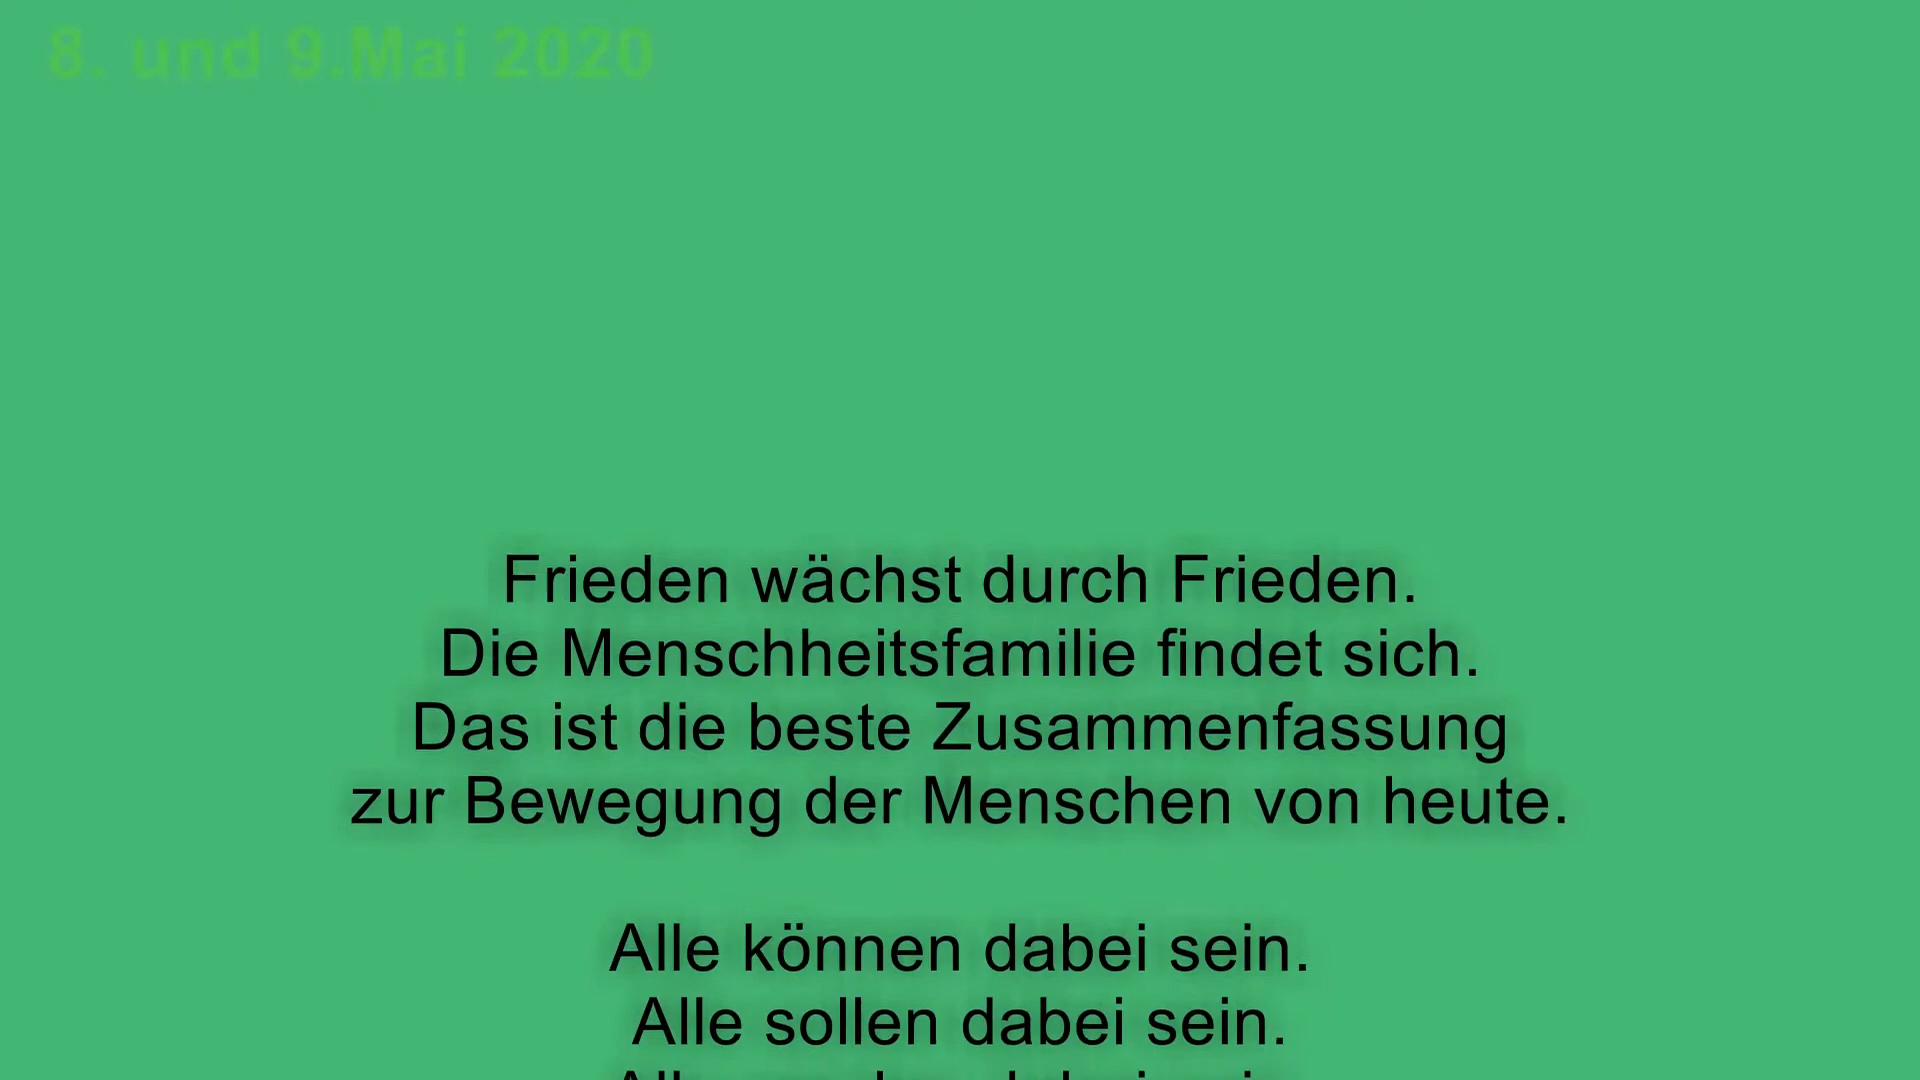 8. und 9.Mai 2020
Frieden wächst durch Frieden.
Die Menschheitsfamilie findet sich.
Das ist die beste Zusammenfassung
zur Bewegung der Menschen von heute.
Alle können dabei sein.
Alle sollen dabei sein.